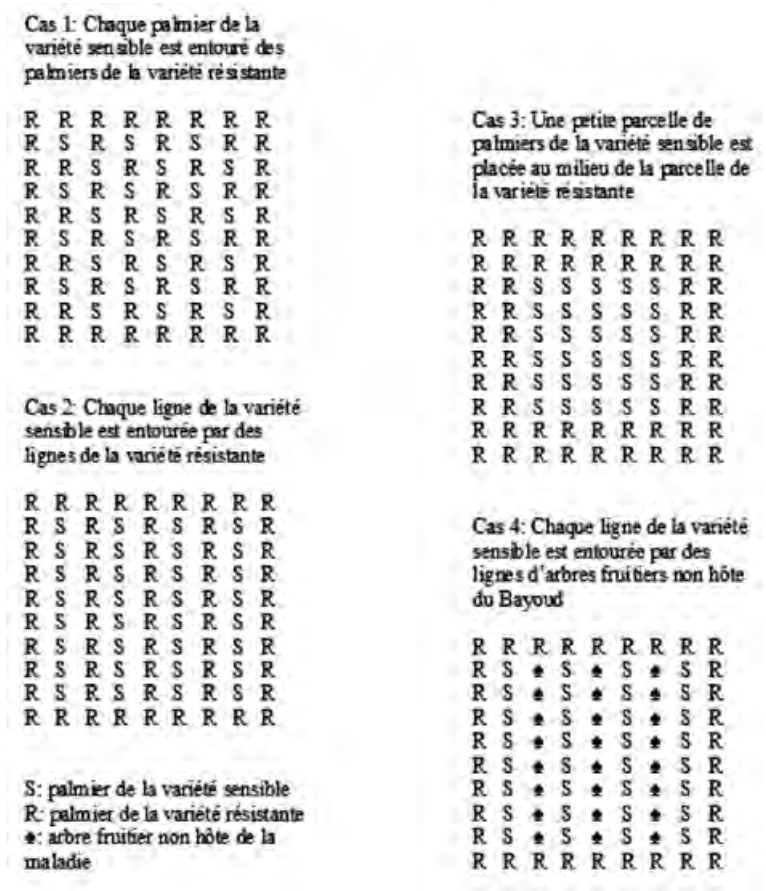 Cas 1: Chaque palmier de la
variété sensible est entouré des
palmiers de la variété résistante
R R R R R R R R
R S R S R S R R
R R S R S R S R
R S R S R S R R
R R S R S R S R
R S R S R S R R
R R S R S R S R
R S R S R S R R
R R S R S R S R
R R R R R R R R
Cas 2: Chaque ligne de la variété
sensible est entourée par des
lignes de la variété résistante
R R R R R R R R R
R S R S R S R S R
R S R S R S R S R
R S R S R S R S R
R S R S R S R S R
R S R S R S R S R
R S R S R S R S R
R S R S R S R S R
R S R S R S R S R
R R R R R R R R R
S: palmier de la variété sensible
R: palmier de la variété résistante
♠: arbre fruitier non hôte de la
maladie
Cas 3: Une petite parcelle de
palmiers de la variété sensible est
placée au milieu de la parcelle de
la variété résistante
R R R R R R R R R
R R R R R R R R R
R R S S S S S R R
R R S S S S S R R
R R S S S S S R R
R R S S S S S R R
R R S S S S S R R
R R S S S S S R R
R R R R R R R R R
R R R R R R R R R
Cas 4: Chaque ligne de la variété
sensible est entourée par des
lignes d'arbres fruitiers non hôte
du Bayoud
R R R R R R R R R
R S ♠ S ♠ S ♠ S R
R S ♠ S ♠ S ♠ S R
R S ♠ S ♠ S ♠ S R
R S ♠ S ♠ S ♠ S R
R S ♠ S ♠ S ♠ S R
R S ♠ S ♠ S ♠ S R
R S ♠ S ♠ S ♠ S R
R S ♠ S ♠ S ♠ S R
R R R R R R R R R